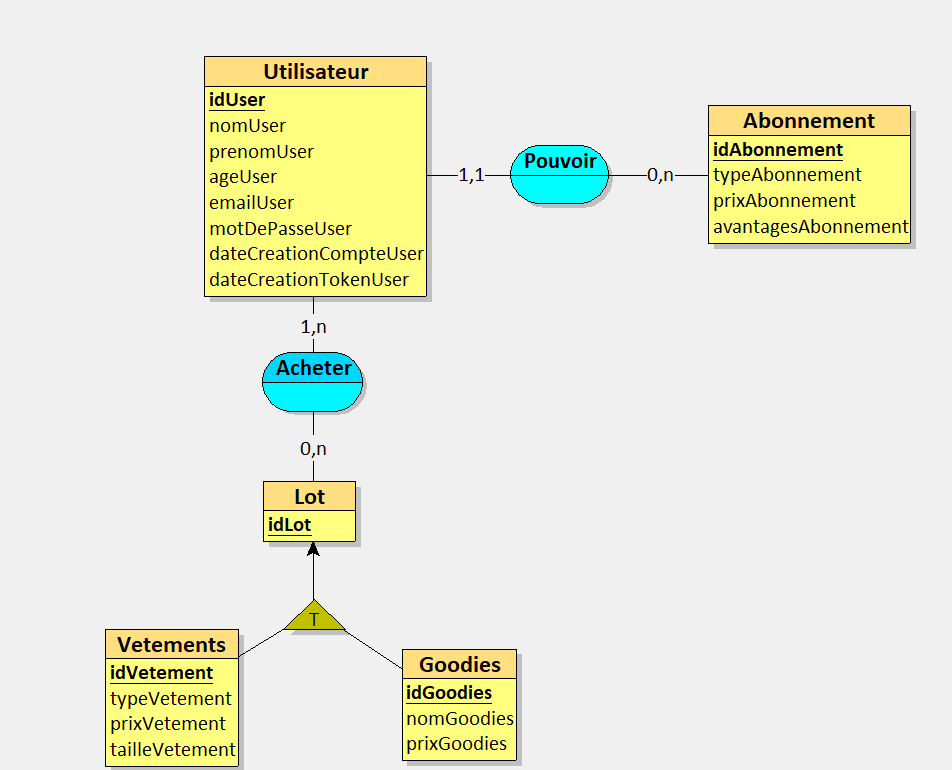 Utilisateur
idUser
nomUser
prenomUser
ageUser
emailUser
motDePasseUser
dateCreationCompteUser
dateCreationTokenUser
1,1
Pouvoir
0,n
Abonnement
idAbonnement
typeAbonnement
prixAbonnement
avantagesAbonnement
1,n
Acheter
0,n
Lot
idLot
T
Vetements
idVetement
typeVetement
prixVetement
tailleVetement
Goodies
idGoodies
nomGoodies
prixGoodies